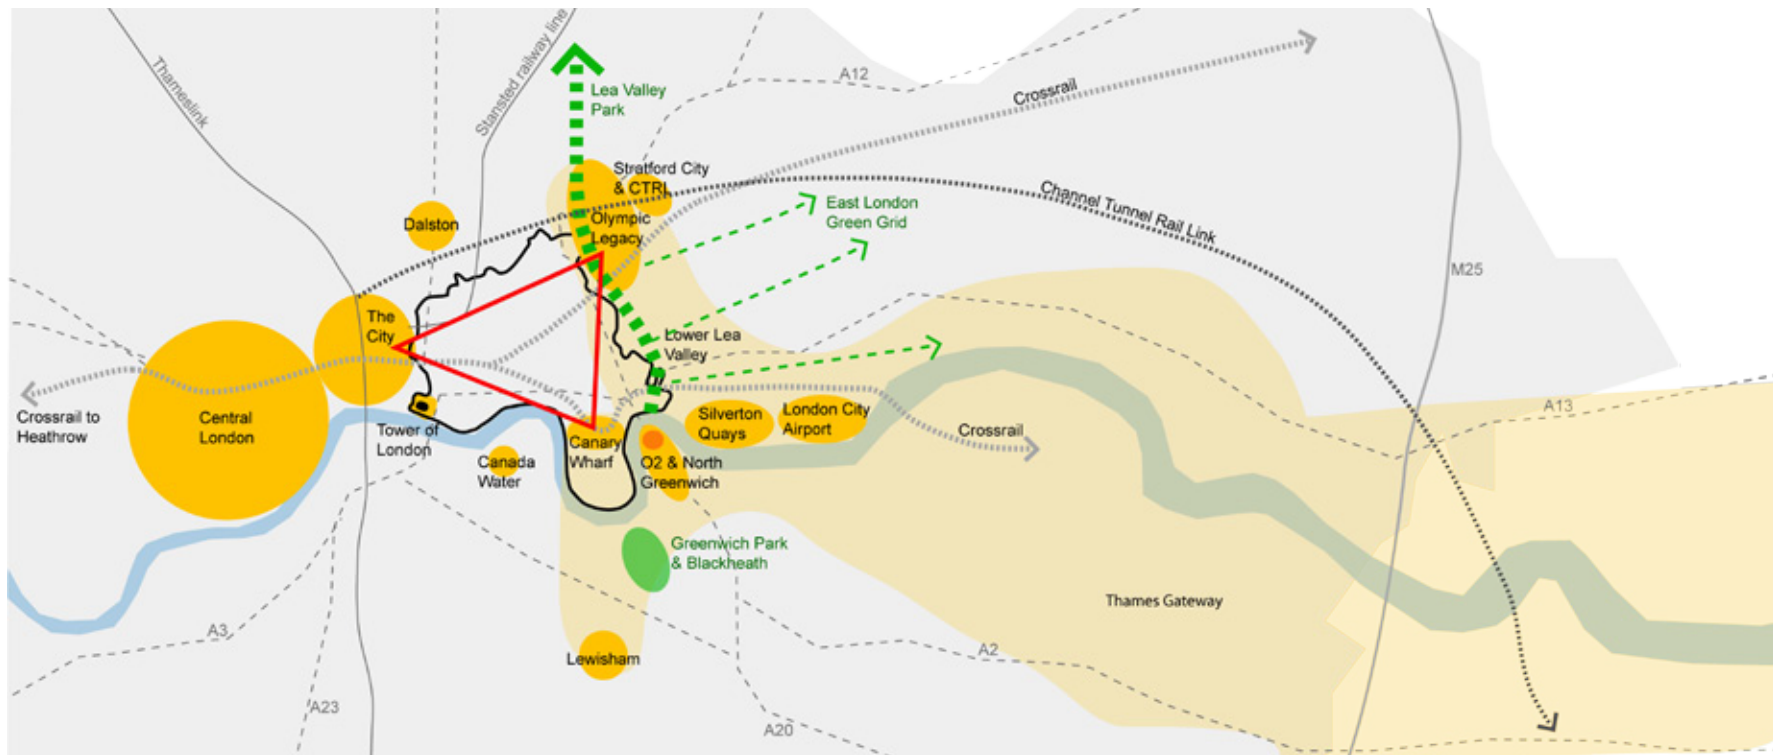 Thameslink
Stansted railway line
Lea Valley
Park
A12
Crossrail
Stratford City
& CTRL
Channel Tunnel Rail Link
East London
Green Grid
Dalston
Olympic
Legacy
M25
The
City
Lower Lea
Valley
Crossrail to
Heathrow
Central
London
Tower of
London
Canary
Wharf
Silverton
Quays
London City
Airport
Crossrail
A13
Canada
Water
O2 & North
Greenwich
Greenwich Park
& Blackheath
Thames Gateway
A3
Lewisham
A2
A23
A20